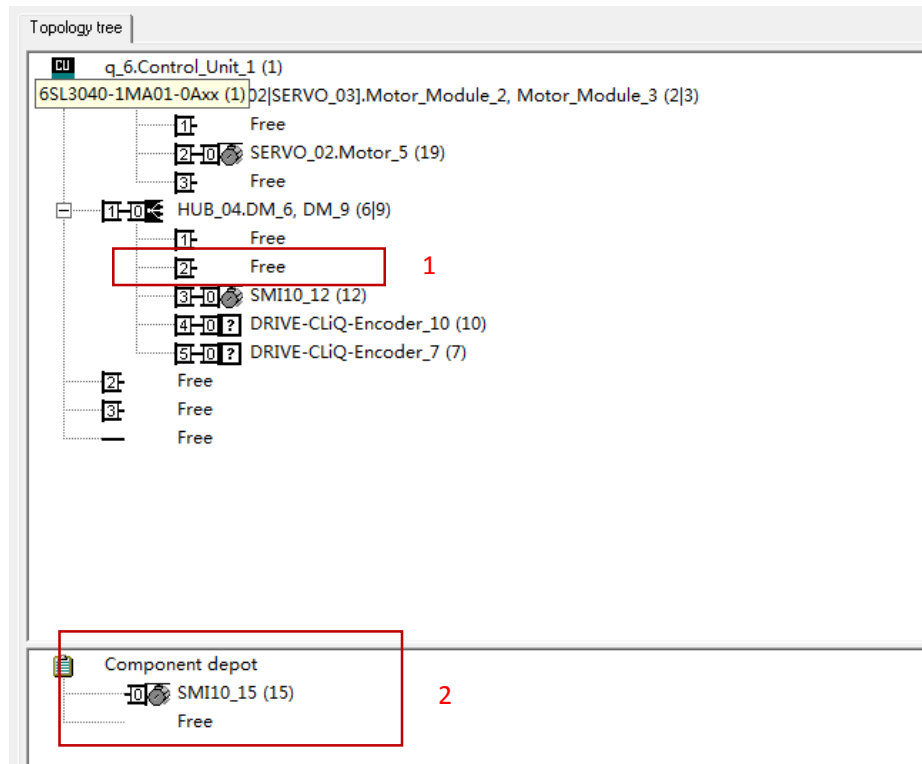 Topology tree
CU q_6.Control_Unit_1 (1)
6SL3040-1MA01-0Axx (1) 02|SERVO_03].Motor_Module_2, Motor_Module_3 (2|3)
1 Free
2 0 SERVO_02.Motor_5 (19)
3 Free
1 0 HUB_04.DM_6, DM_9 (6|9)
1 Free
2 Free 1
3 0 SMI10_12 (12)
4 0 ? DRIVE-CLiQ-Encoder_10 (10)
5 0 ? DRIVE-CLiQ-Encoder_7 (7)
2 Free
3 Free
Free
Component depot
0 SMI10_15 (15) 2
Free